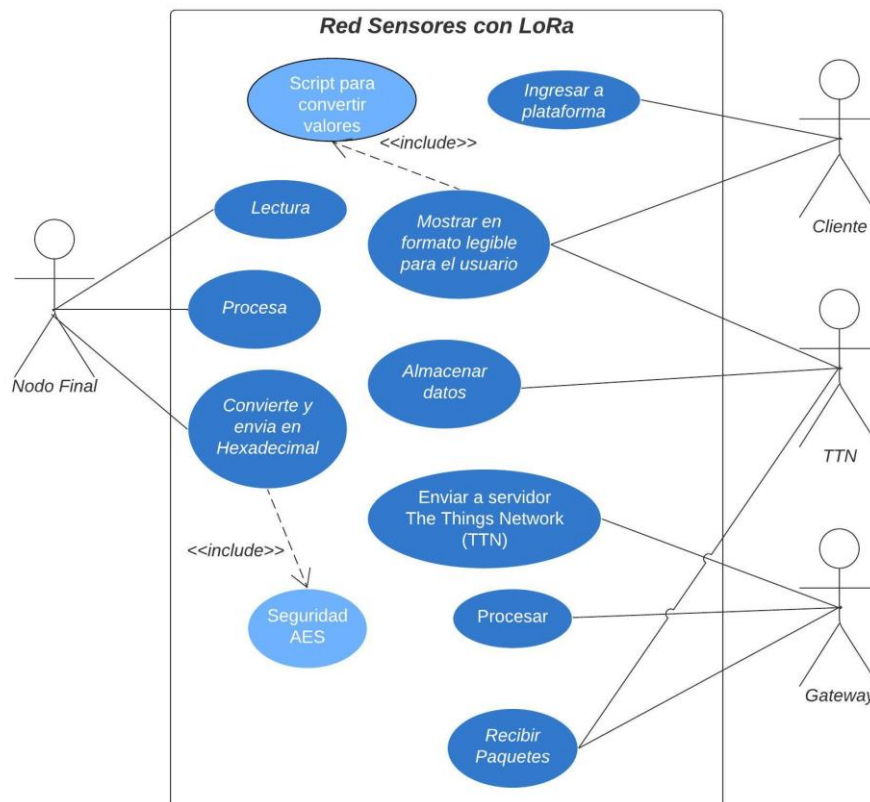 Red Sensores con LoRa
Script para
convertir
valores
Ingresar a
plataforma
<<include>>
Lectura
Mostrar en
formato legible
para el usuario
Cliente
Procesa
Nodo Final
Almacenar
datos
Convierte y
envia en
Hexadecimal
TTN
Enviar a servidor
The Things Network
(TTN)
<<include>>
Seguridad
AES
Procesar
Gateway
Recibir
Paquetes